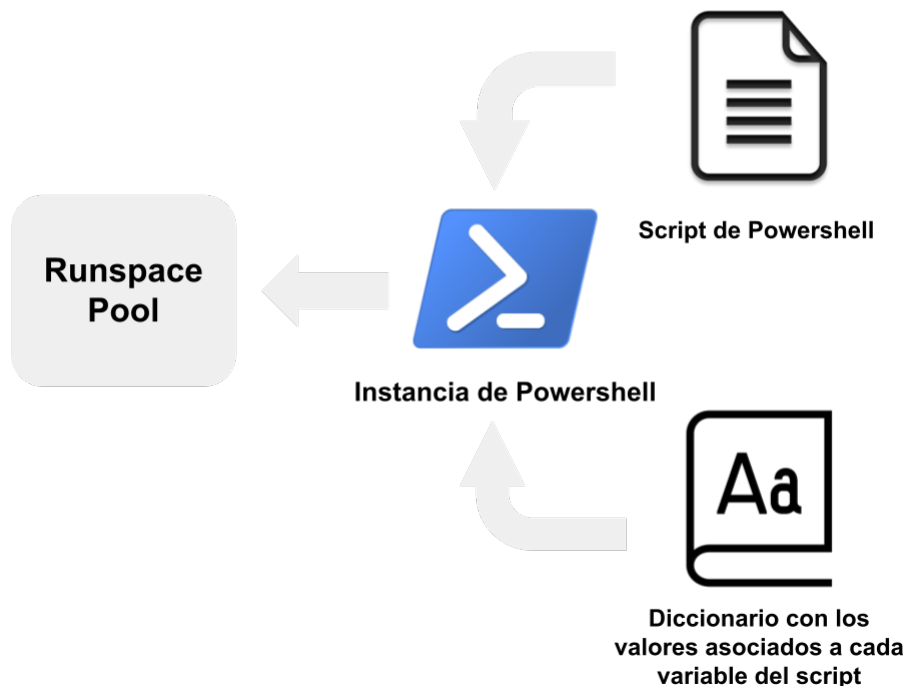 Script de Powershell
Runspace
Pool
Instancia de Powershell
Aa
Diccionario con los
valores asociados a cada
variable del script